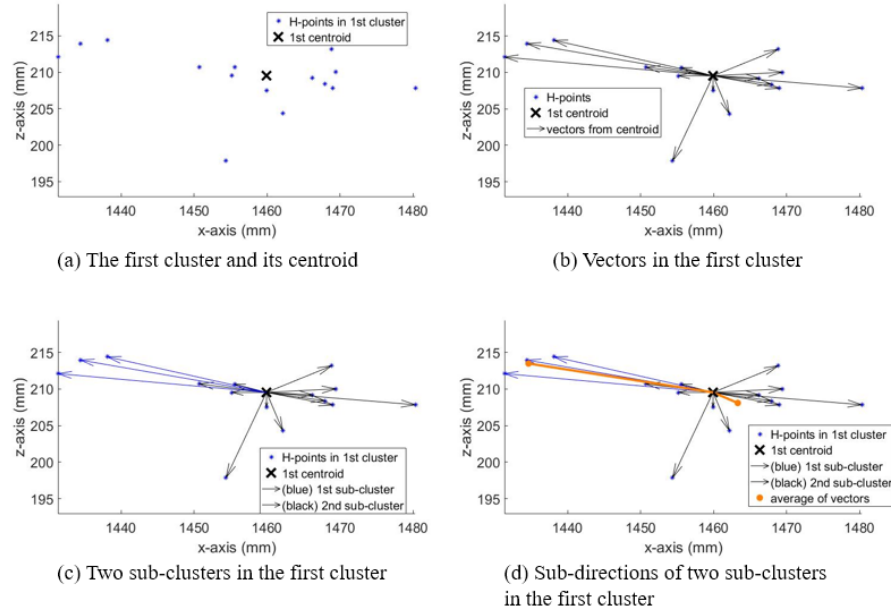 215
210
205
200
195
z-axis (mm)
H-points in 1st cluster
1st centroid
1440
1450
1460
1470
1480
x-axis (mm)
(a) The first cluster and its centroid
215
210
205
200
195
z-axis (mm)
H-points
1st centroid
vectors from centroid
1440
1450
1460
1470
1480
x-axis (mm)
(b) Vectors in the first cluster
215
210
205
200
195
z-axis (mm)
H-points in 1st cluster
1st centroid
(blue) 1st sub-cluster
(black) 2nd sub-cluster
1440
1450
1460
1470
1480
x-axis (mm)
(c) Two sub-clusters in the first cluster
215
210
205
200
195
z-axis (mm)
H-points in 1st cluster
1st centroid
(blue) 1st sub-cluster
(black) 2nd sub-cluster
average of vectors
1440
1450
1460
1470
1480
x-axis (mm)
(d) Sub-directions of two sub-clusters
in the first cluster